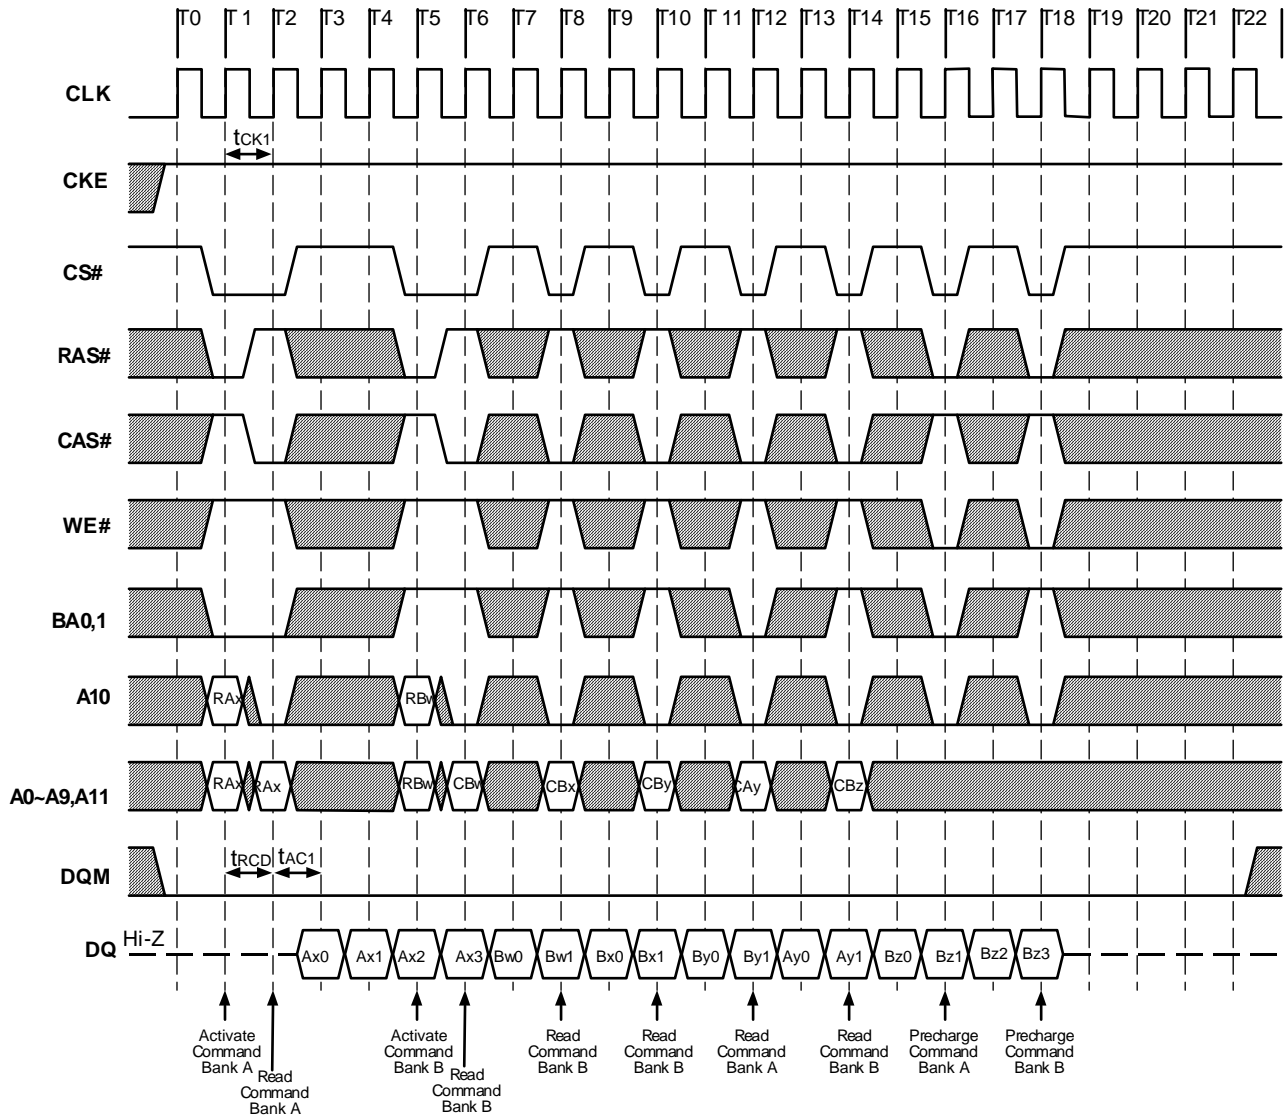 T0 T1 T2 T3 T4 T5 T6 T7 T8 T9 T10 T11 T12 T13 T14 T15 T16 T17 T18 T19 T20 T21 T22
CLK
tCK1
CKE
CS#
RAS#
CAS#
WE#
BA0,1
A10 RAx RBw
A0~A9,A11 RAx RAx RBw CBw CBx CBy CAy CBz
tRCD tAC1
DQM
DQ Hi-Z Ax0 Ax1 Ax2 Ax3 Bw0 Bw1 Bx0 Bx1 By0 By1 Ay0 Ay1 Bz0 Bz1 Bz2 Bz3
Activate Command Bank A
Read Command Bank A
Activate Command Bank B
Read Command Bank B
Read Command Bank B
Read Command Bank B
Read Command Bank A
Read Command Bank B
Precharge Command Bank A
Precharge Command Bank B